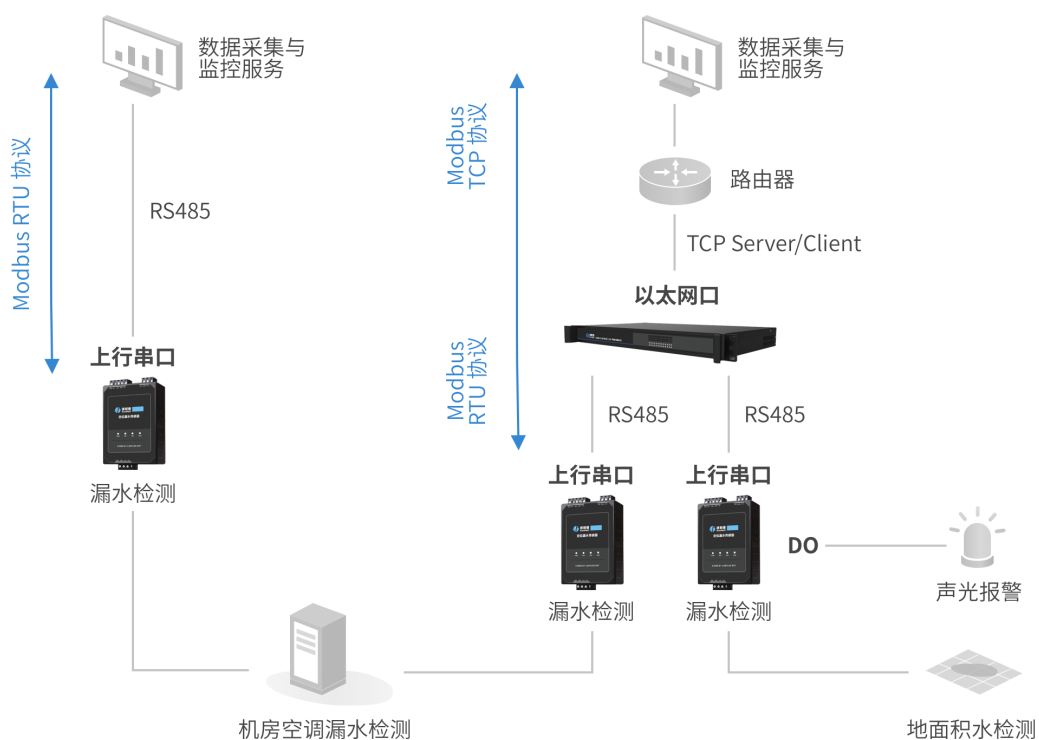 数据采集与
监控服务
数据采集与
监控服务
Modbus RTU 协议
RS485
Modbus
TCP 协议
路由器
TCP Server/Client
以太网口
上行串口
Modbus
RTU 协议
RS485
RS485
漏水检测
上行串口
上行串口
DO
声光报警
漏水检测
漏水检测
机房空调漏水检测
地面积水检测